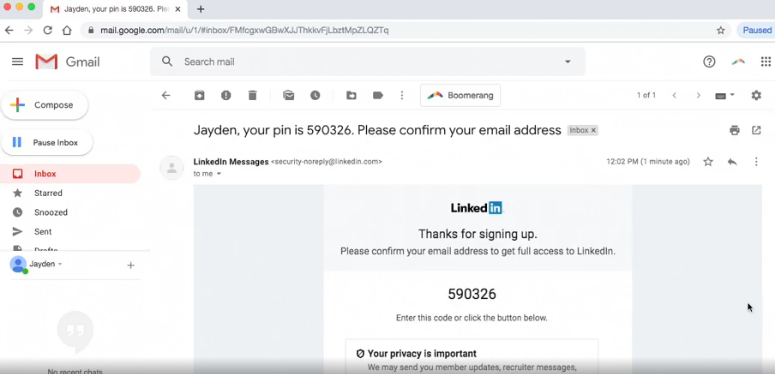 Jayden, your pin is 590326. P
mail.google.com/mail/u/1/#inbox/FMfcgxwGBwXJJThkkvFjLbztMpZLQZTq
Paused
Gmail
Search mail
Compose
Boomerang
1 of 1
Jayden, your pin is 590326. Please confirm your email address Inbox x
Pause Inbox
LinkedIn Messages <security-noreply@linkedin.com>
12:02 PM (1 minute ago)
to me
Inbox
Starred
Snoozed
Sent
Drafts
Jayden
Linked in
Thanks for signing up.
Please confirm your email address to get full access to LinkedIn.
590326
Enter this code or click the button below.
Your privacy is important
We may send you member updates, recruiter messages,
No recent chats